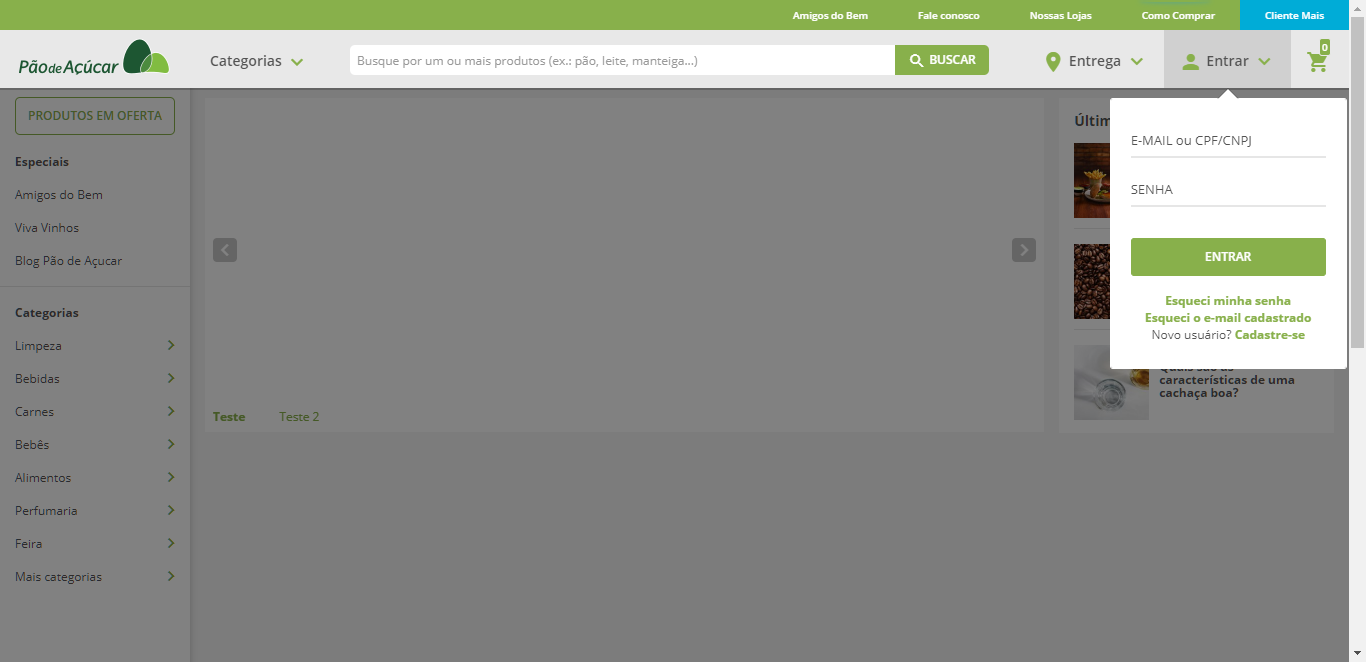 Amigos do Bem
Fale conosco
Nossas Lojas
Como Comprar
Cliente Mais
Pão de Açúcar
Categorias
Busque por um ou mais produtos (ex.: pão, leite, manteiga...)
BUSCAR
Entrega
Entrar
0
PRODUTOS EM OFERTA
Especiais
Amigos do Bem
Viva Vinhos
Blog Pão de Açucar
Categorias
Limpeza
Bebidas
Carnes
Bebês
Alimentos
Perfumaria
Feira
Mais categorias
Teste
Teste 2
E-MAIL ou CPF/CNPJ
SENHA
ENTRAR
Esqueci minha senha
Esqueci o e-mail cadastrado
Novo usuário? Cadastre-se
Quais são as
características de uma
cachaça boa?